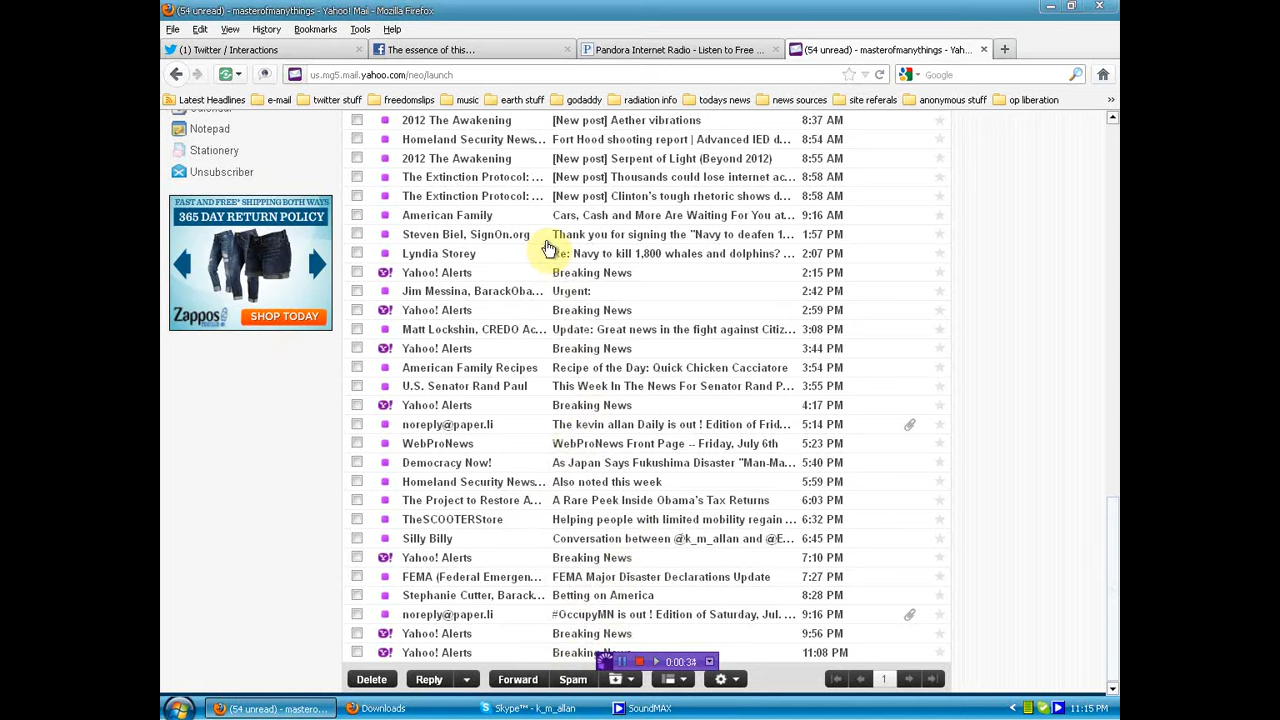 (54 unread) - masterofmanythings - Yahoo! Mail - Mozilla Firefox
File Edit View History Bookmarks Tools Help
(1) Twitter / Interactions × The essence of this... × Pandora Internet Radio - Listen to Free ... × (54 unread) - masterofmanythings - Yah... ×
us.mg5.mail.yahoo.com/neo/launch Google
Latest Headlines e-mail twitter stuff freedomslips music earth stuff godaddy radiation info todays news news sources site referals anonymous stuff op liberation »
2012 The Awakening [New post] Aether vibrations 8:37 AM
Notepad
Homeland Security News... Fort Hood shooting report | Advanced IED d... 8:54 AM
Stationery
2012 The Awakening [New post] Serpent of Light (Beyond 2012) 8:55 AM
Unsubscriber
The Extinction Protocol: ... [New post] Thousands could lose internet ac... 8:58 AM
The Extinction Protocol: ... [New post] Clinton's tough rhetoric shows d... 8:58 AM
FAST AND FREE* SHIPPING BOTH WAYS
365 DAY RETURN POLICY
Zappos
SHOP TODAY
American Family Cars, Cash and More Are Waiting For You at... 9:16 AM
Steven Biel, SignOn.org Thank you for signing the "Navy to deafen 1... 1:57 PM
Lyndia Storey Re: Navy to kill 1,800 whales and dolphins? ... 2:07 PM
Yahoo! Alerts Breaking News 2:15 PM
Jim Messina, BarackOba... Urgent: 2:42 PM
Yahoo! Alerts Breaking News 2:59 PM
Matt Lockshin, CREDO Ac... Update: Great news in the fight against Citiz... 3:08 PM
Yahoo! Alerts Breaking News 3:44 PM
American Family Recipes Recipe of the Day: Quick Chicken Cacciatore 3:54 PM
U.S. Senator Rand Paul This Week In The News For Senator Rand P... 3:55 PM
Yahoo! Alerts Breaking News 4:17 PM
noreply@paper.li The kevin allan Daily is out ! Edition of Frid... 5:14 PM
WebProNews WebProNews Front Page -- Friday, July 6th 5:23 PM
Democracy Now! As Japan Says Fukushima Disaster "Man-Ma... 5:40 PM
Homeland Security News... Also noted this week 5:59 PM
The Project to Restore A... A Rare Peek Inside Obama's Tax Returns 6:03 PM
TheSCOOTERStore Helping people with limited mobility regain ... 6:32 PM
Silly Billy Conversation between @k_m_allan and @E... 6:45 PM
Yahoo! Alerts Breaking News 7:10 PM
FEMA (Federal Emergen... FEMA Major Disaster Declarations Update 7:27 PM
Stephanie Cutter, Barack... Betting on America 8:28 PM
noreply@paper.li #OccupyMN is out ! Edition of Saturday, Jul. ... 9:16 PM
Yahoo! Alerts Breaking News 9:56 PM
Yahoo! Alerts 11:08 PM
0:00:34
Delete Reply Forward Spam 1
(54 unread) - mastero... Downloads Skype™ - k_m_allan SoundMAX 11:15 PM